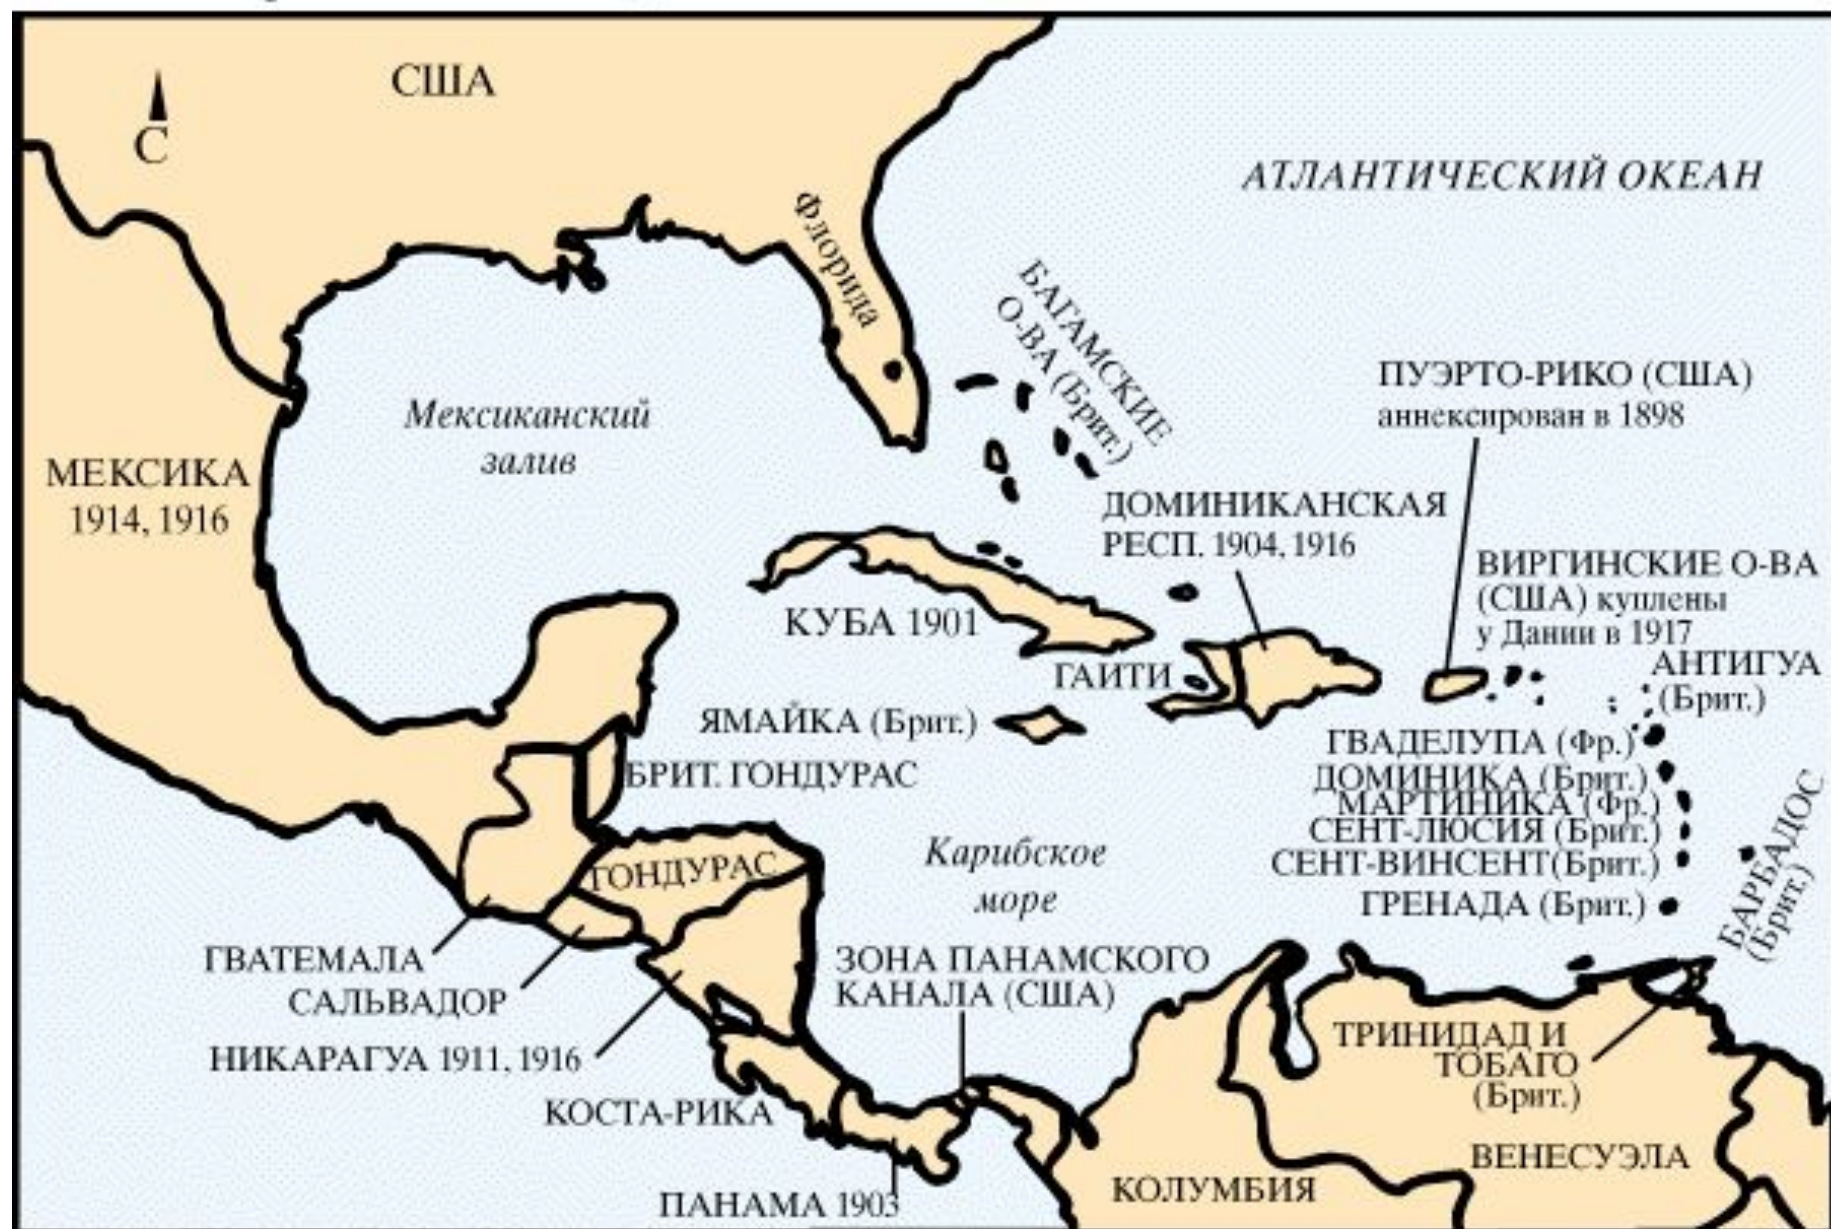 США
С
АТЛАНТИЧЕСКИЙ ОКЕАН
Флорида
БАГАМСКИЕ
О-ВА (Брит.)
ПУЭРТО-РИКО (США)
аннексирован в 1898
Мексиканский
залив
МЕКСИКА
1914, 1916
ДОМИНИКАНСКАЯ
РЕСП. 1904, 1916
ВИРГИНСКИЕ О-ВА
(США) куплены
у Дании в 1917
КУБА 1901
ГАИТИ
АНТИГУА
(Брит.)
ЯМАЙКА (Брит.)
ГВАДЕЛУПА (Фр.)
БРИТ. ГОНДУРАС
ДОМИНИКА (Брит.)
МАРТИНИКА (Фр.)
СЕНТ-ЛЮСИЯ (Брит.)
СЕНТ-ВИНСЕНТ(Брит.)
ГРЕНАДА (Брит.)
БАРБАДОС
(Брит.)
Карибское
море
ГОНДУРАС
ГВАТЕМАЛА
САЛЬВАДОР
НИКАРАГУА 1911, 1916
ЗОНА ПАНАМСКОГО
КАНАЛА (США)
КОСТА-РИКА
ТРИНИДАД И
ТОБАГО
(Брит.)
ПАНАМА 1903
КОЛУМБИЯ
ВЕНЕСУЭЛА